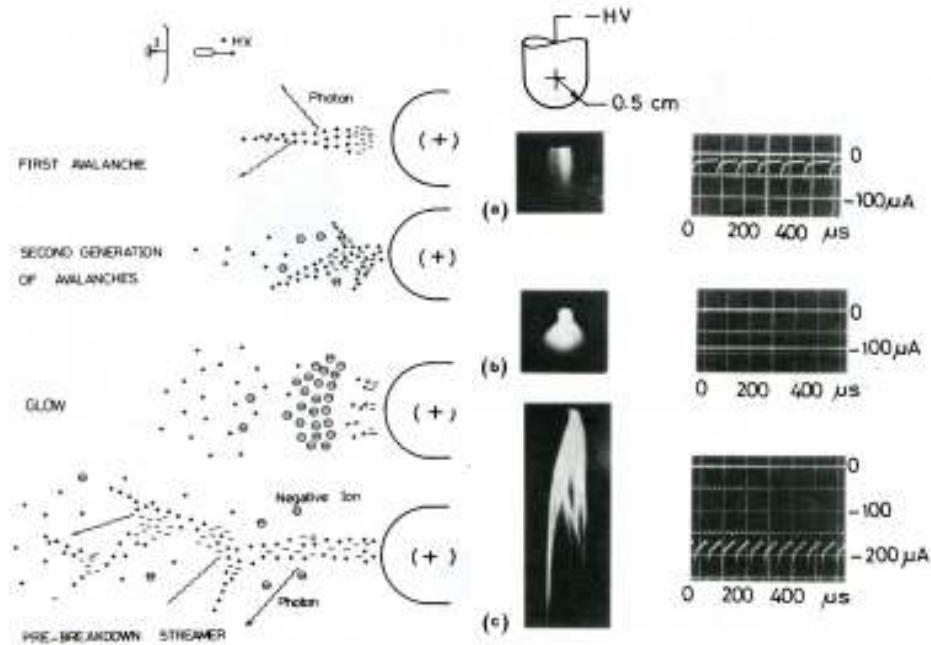 + HV
Photon
(+)
FIRST AVALANCHE
SECOND GENERATION
OF AVALANCHES
(+)
GLOW
(+)
Negative Ion
(+)
Photon
PRE-BREAKDOWN STREAMER
-HV
0.5 cm
(a)
0
-100µA
0 200 400 µs
(b)
0
-100µA
0 200 400 µs
(c)
0
-100
-200µA
0 200 400 µs